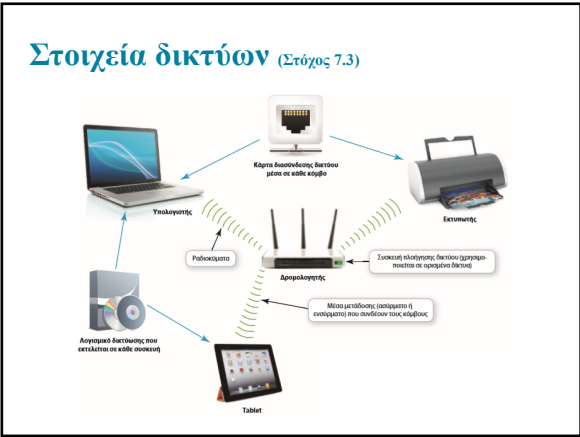 Στοιχεία δικτύων (Στόχος 7.3)
Κάρτα διασύνδεσης δικτύου
μέσα σε κάθε κόμβο
Υπολογιστής
Εκτυπωτής
Ραδιοκύματα
Δρομολογητής
Συσκευή πλοήγησης δικτύου (χρησιμο-
ποιείται σε ορισμένα δίκτυα)
Μέσα μετάδοσης (ασύρματο ή
ενσύρματο) που συνδέουν τους κόμβους
Λογισμικό δικτύωσης που
εκτελείται σε κάθε συσκευή
Tablet